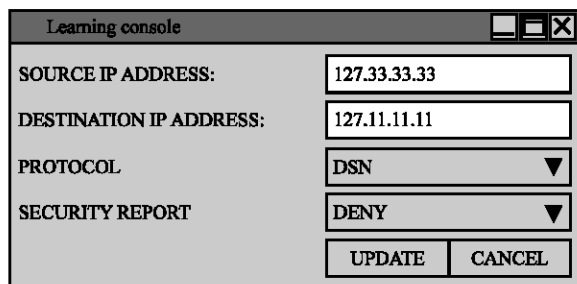 Learning console
SOURCE IP ADDRESS: 127.33.33.33
DESTINATION IP ADDRESS: 127.11.11.11
PROTOCOL DSN
SECURITY REPORT DENY
UPDATE CANCEL